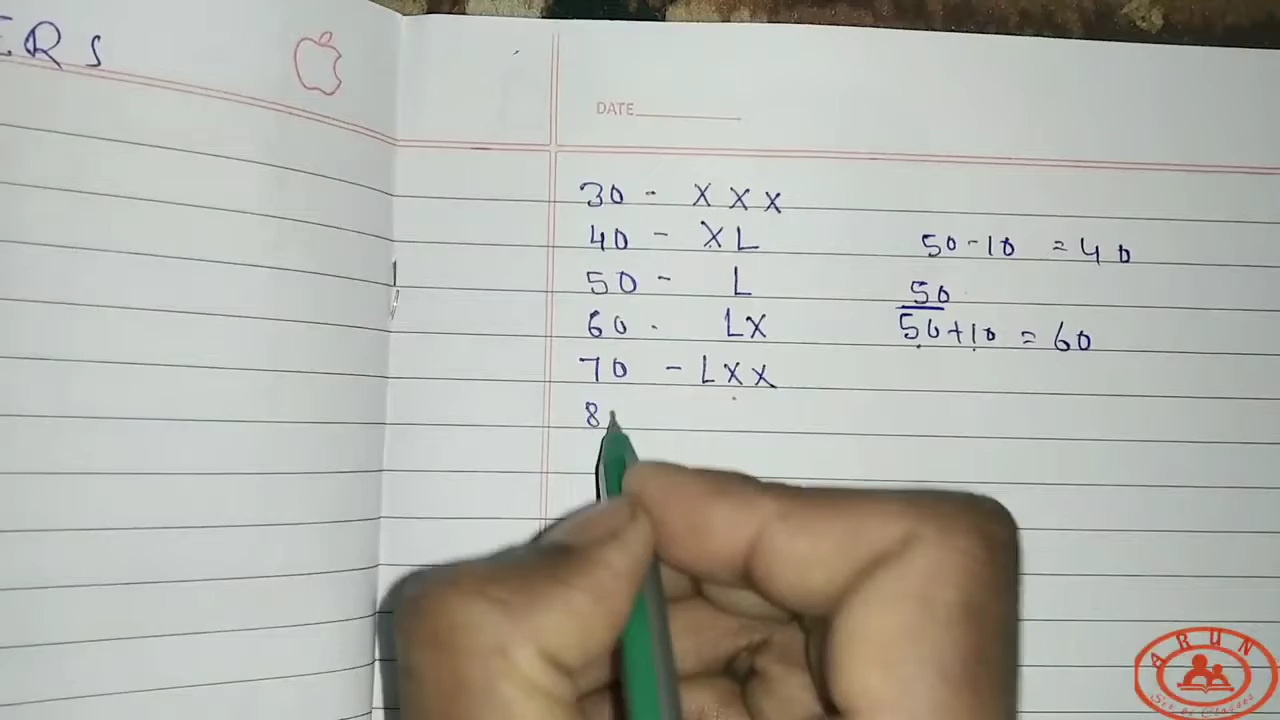 ERS
DATE
30 - XXX
40 - XL
50 - 10 = 40
50 - L
50
60 - LX
50 + 10 = 60
70 - LXX
8
ARUN